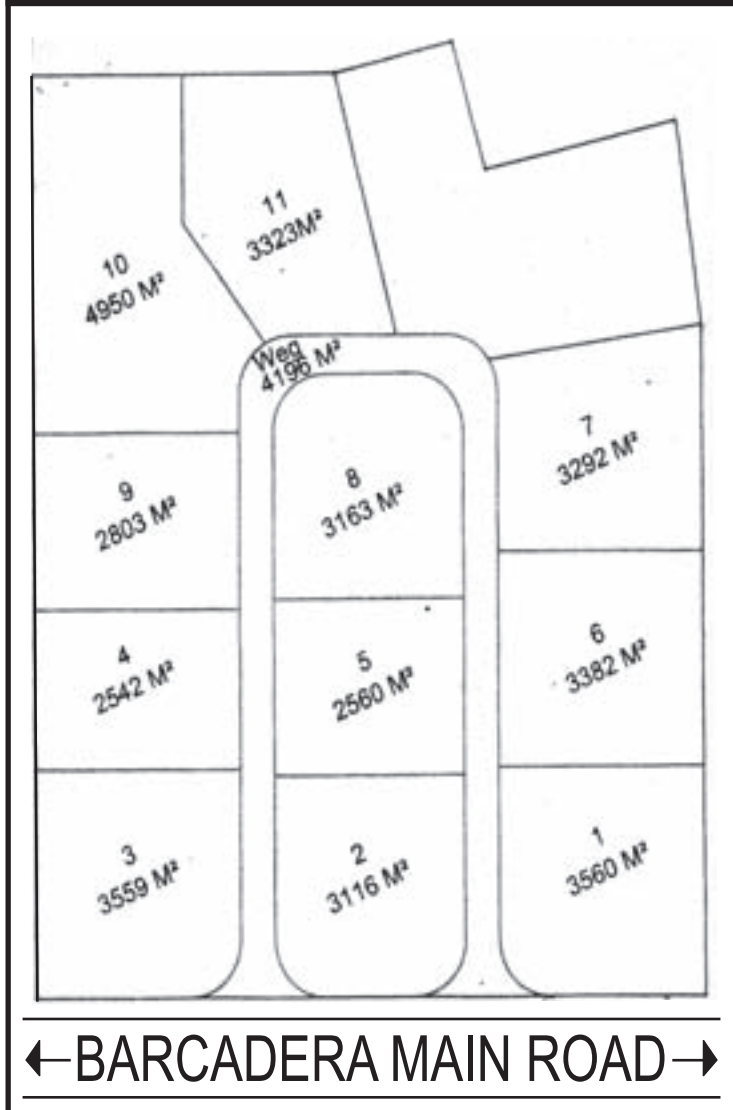 11
3323M²
10
4950 M²
Weg
4196 M²
7
3292 M²
8
3163 M²
9
2803 M²
6
3382 M²
4
2542 M²
5
2560 M²
1
3560 M²
3
3559 M²
2
3116 M²
←BARCADERA MAIN ROAD→